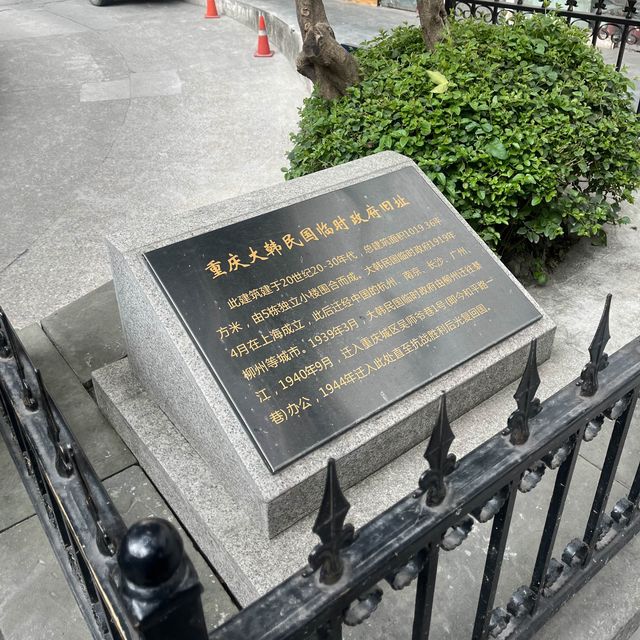 重庆大韩民国临时政府旧址
此建筑建于20世纪20-30年代，总建筑面积1019.36平
方米，由5栋独立小楼围合而成。大韩民国临时政府1919年
4月在上海成立，此后迁经中国的杭州、南京、长沙、广州、
柳州等城市。1939年3月，大韩民国临时政府由柳州迁往綦
江，1940年9月，迁入重庆城区吴师爷巷1号(即今和平路一
巷)办公，1944年迁入此处直至抗战胜利后光复回国。